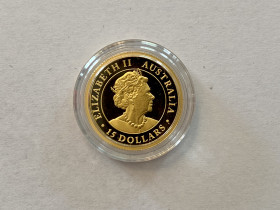 ELIZABETH II AUSTRALIA
• 15 DOLLARS •